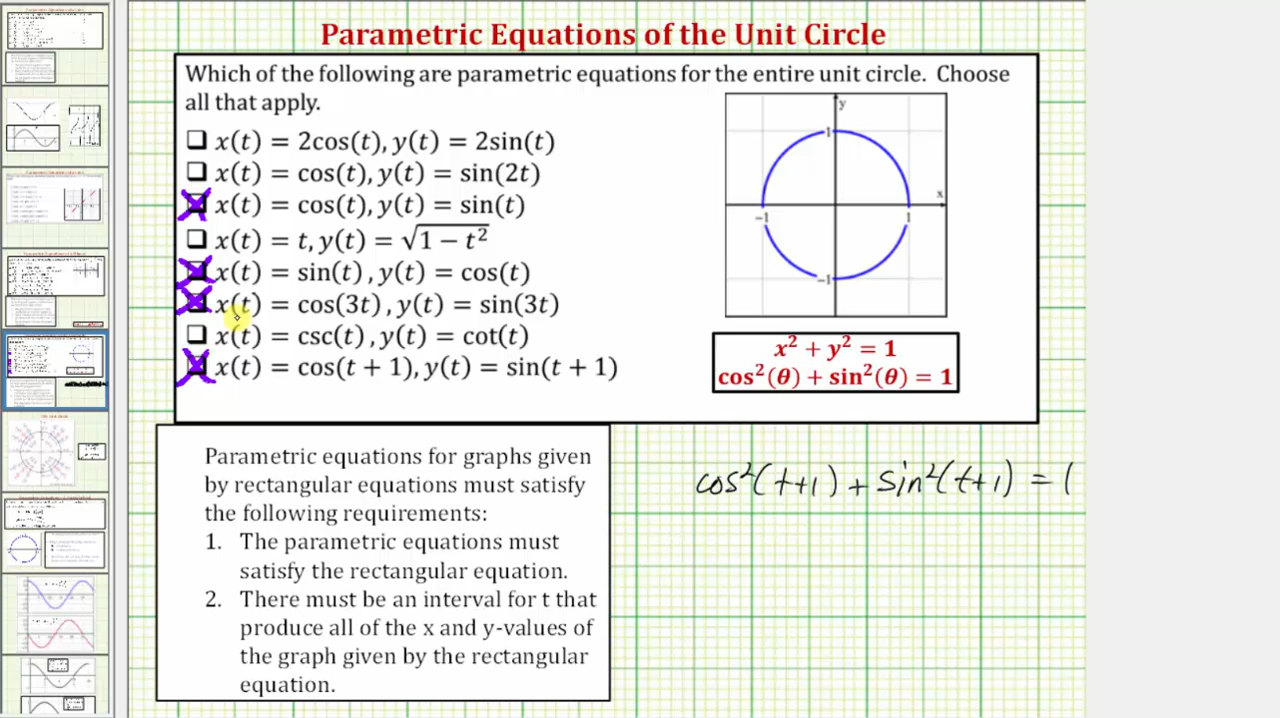 Parametric Equations of the Unit Circle
Which of the following are parametric equations for the entire unit circle. Choose
all that apply.
❑ x(t) = 2cos(t), y(t) = 2sin(t)
❑ x(t) = cos(t), y(t) = sin(2t)
❑ x(t) = cos(t), y(t) = sin(t)
❑ x(t) = t, y(t) = √(1 − t²)
❑ x(t) = sin(t), y(t) = cos(t)
❑ x(t) = cos(3t), y(t) = sin(3t)
❑ x(t) = csc(t), y(t) = cot(t)
❑ x(t) = cos(t + 1), y(t) = sin(t + 1)
y
1
x
−1
1
−1
x² + y² = 1
cos²(θ) + sin²(θ) = 1
Parametric equations for graphs given
by rectangular equations must satisfy
the following requirements:
1. The parametric equations must
satisfy the rectangular equation.
2. There must be an interval for t that
produce all of the x and y-values of
the graph given by the rectangular
equation.
cos²(t+1) + sin²(t+1) = 1